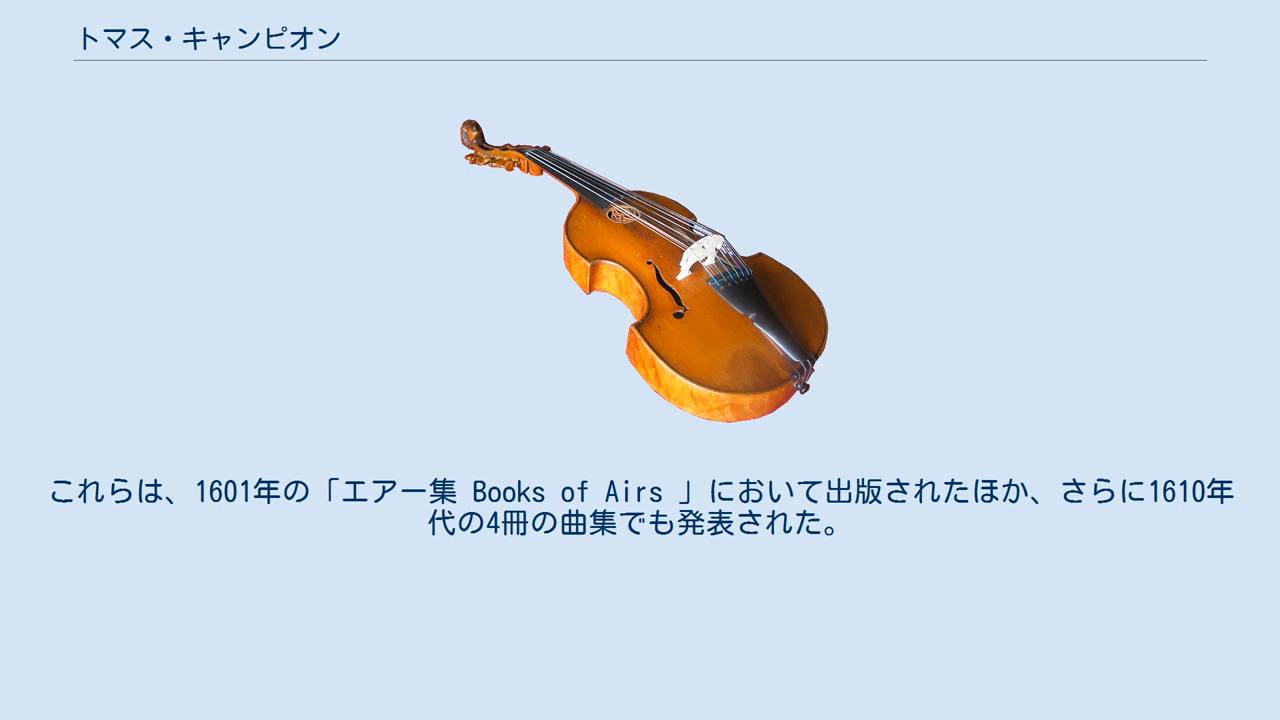 トマス・キャンピオン
これらは、1601年の「エアー集 Books of Airs 」において出版されたほか、さらに1610年
代の4冊の曲集でも発表された。